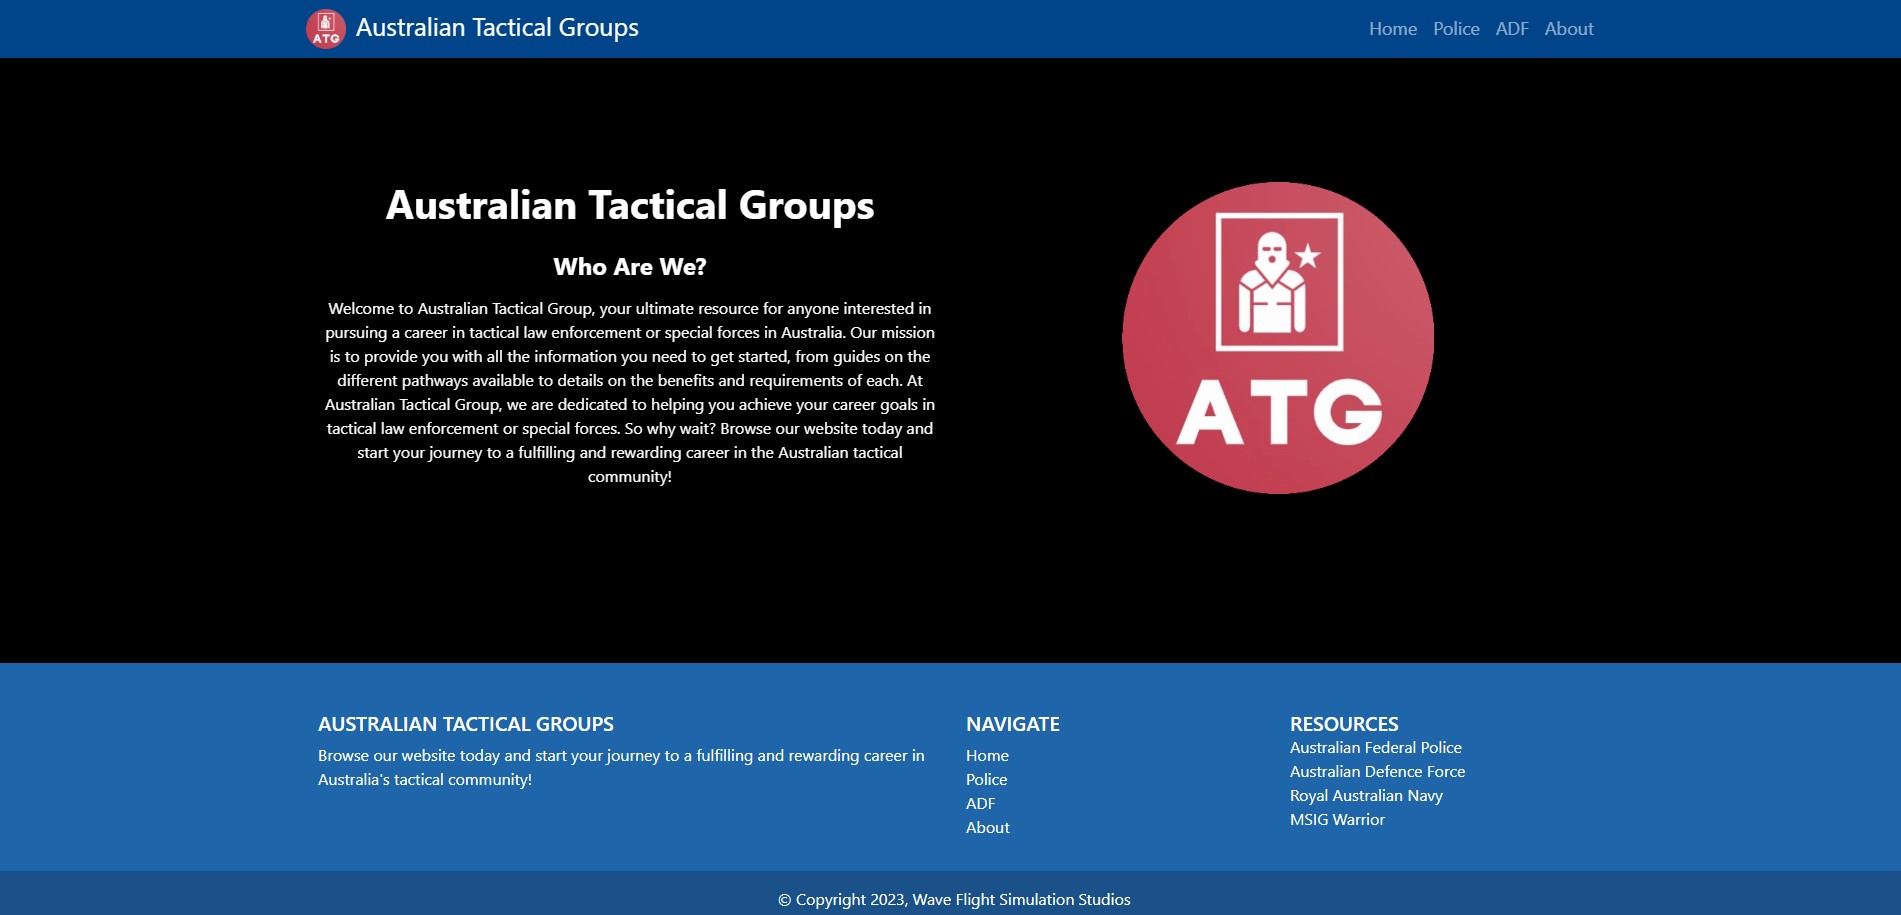 ATG
Australian Tactical Groups
Home Police ADF About
Australian Tactical Groups
Who Are We?
Welcome to Australian Tactical Group, your ultimate resource for anyone interested in
pursuing a career in tactical law enforcement or special forces in Australia. Our mission
is to provide you with all the information you need to get started, from guides on the
different pathways available to details on the benefits and requirements of each. At
Australian Tactical Group, we are dedicated to helping you achieve your career goals in
tactical law enforcement or special forces. So why wait? Browse our website today and
start your journey to a fulfilling and rewarding career in the Australian tactical
community!
ATG
AUSTRALIAN TACTICAL GROUPS
Browse our website today and start your journey to a fulfilling and rewarding career in
Australia's tactical community!
NAVIGATE
Home
Police
ADF
About
RESOURCES
Australian Federal Police
Australian Defence Force
Royal Australian Navy
MSIG Warrior
© Copyright 2023, Wave Flight Simulation Studios